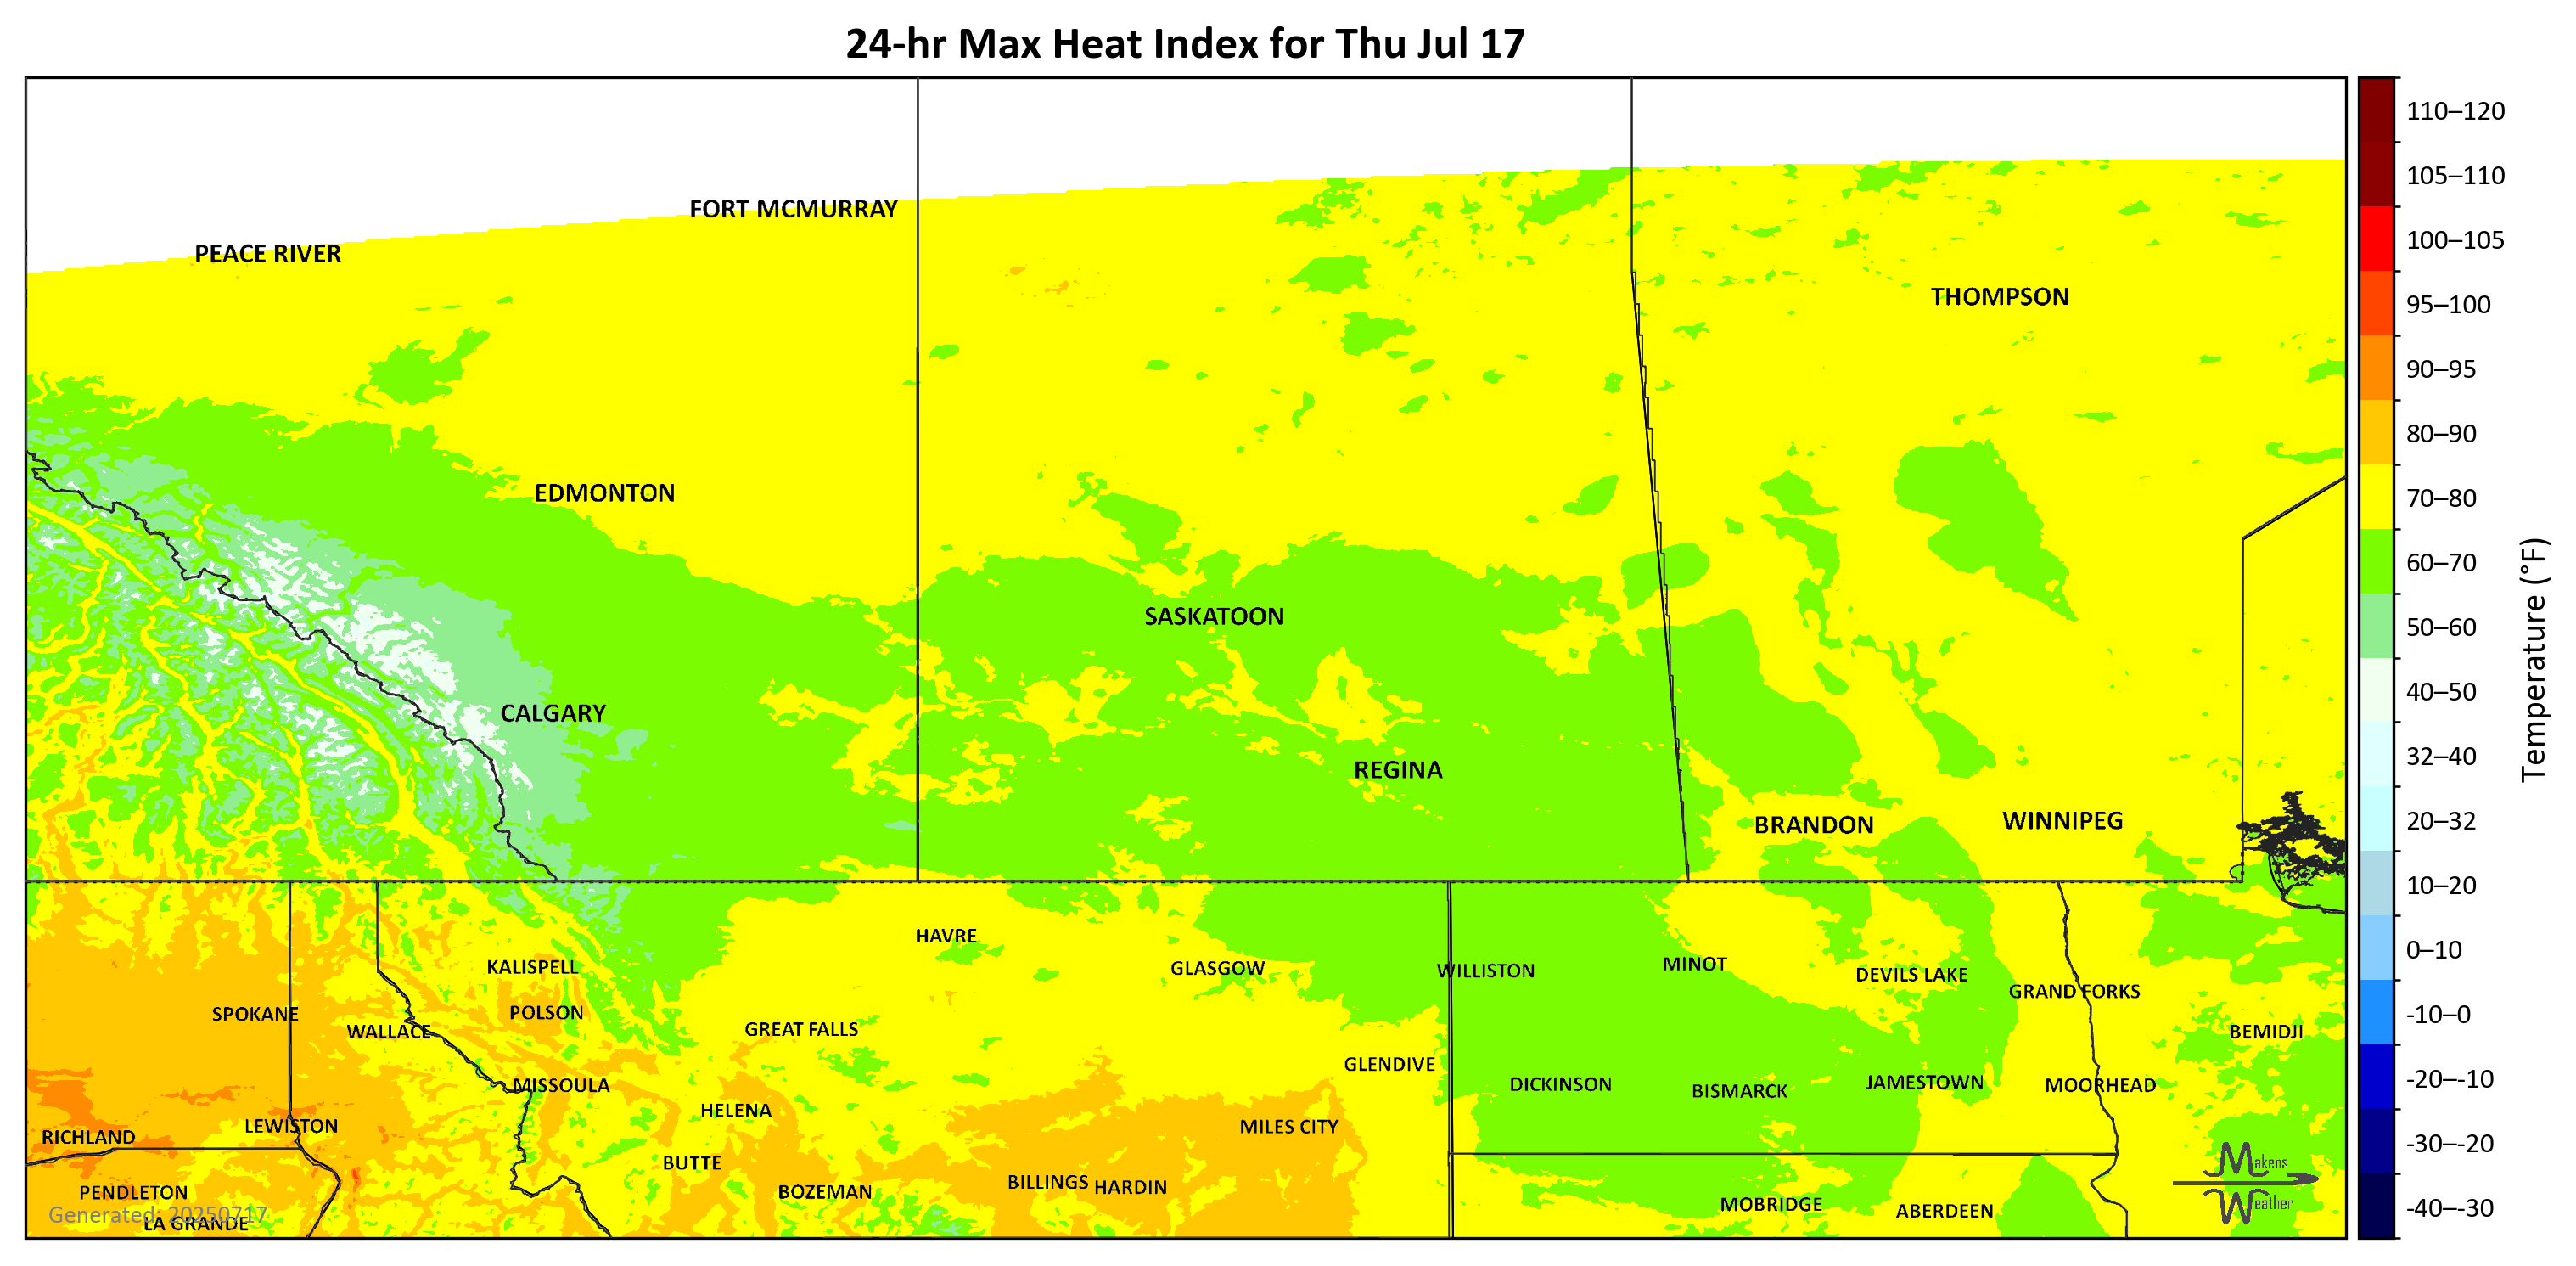 24-hr Max Heat Index for Thu Jul 17
110–120
105–110
FORT MCMURRAY
100–105
PEACE RIVER
THOMPSON
95–100
90–95
80–90
EDMONTON
70–80
60–70
SASKATOON
50–60
40–50
CALGARY
Temperature (°F)
32–40
REGINA
20–32
BRANDON
WINNIPEG
10–20
HAVRE
0–10
KALISPELL
GLASGOW
WILLISTON
MINOT
DEVILS LAKE
GRAND FORKS
SPOKANE
POLSON
-10–0
WALLACE
GREAT FALLS
BEMIDJI
GLENDIVE
-20–-10
MISSOULA
DICKINSON
BISMARCK
JAMESTOWN
MOORHEAD
HELENA
LEWISTON
MILES CITY
RICHLAND
-30–-20
BUTTE
Makens
Weather
PENDLETON
BOZEMAN
BILLINGS
HARDIN
MOBRIDGE
ABERDEEN
-40–-30
Generated: 20250717
LA GRANDE